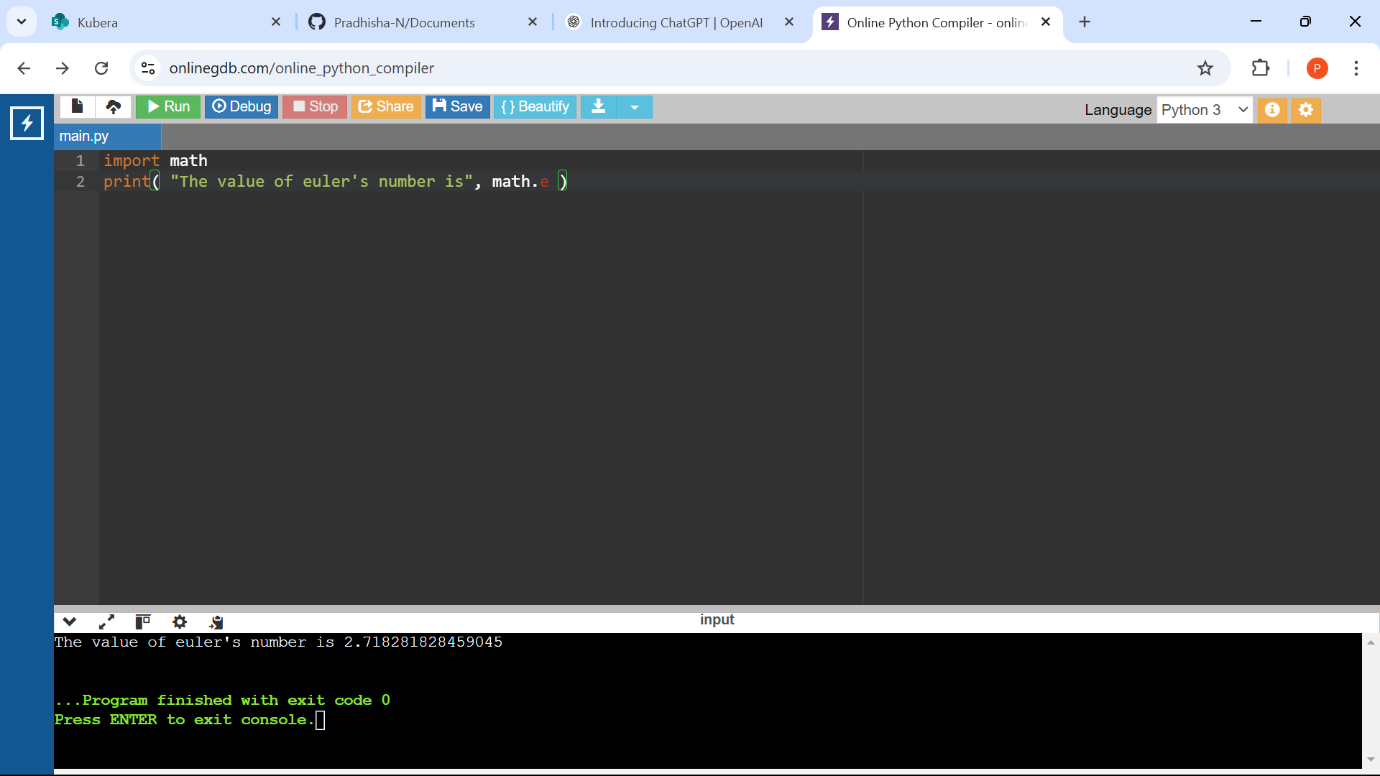 Kubera
Pradhisha-N/Documents
Introducing ChatGPT | OpenAI
Online Python Compiler - onlin
onlinegdb.com/online_python_compiler
P
Run
Debug
Stop
Share
Save
{ } Beautify
Language
Python 3
main.py
1 import math
2 print( "The value of euler's number is", math.e )
input
The value of euler's number is 2.718281828459045
...Program finished with exit code 0
Press ENTER to exit console.